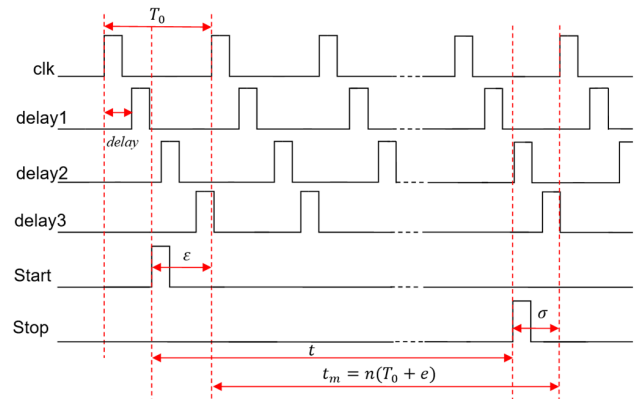 T₀
clk
delay1
delay
delay2
delay3
ε
Start
Stop
σ
t
tₘ = n(T₀ + e)